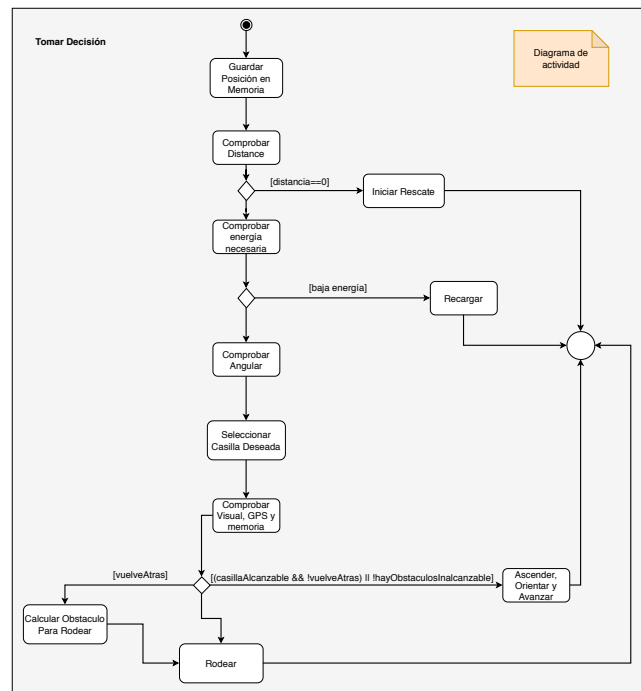 Tomar Decisión
Diagrama de
actividad
Guardar
Posición en
Memoria
Comprobar
Distance
[distancia==0]
Iniciar Rescate
Comprobar
energía
necesaria
[baja energía]
Recargar
Comprobar
Angular
Seleccionar
Casilla Deseada
Comprobar
Visual, GPS y
memoria
[vuelveAtras]
[(casillaAlcanzable && !vuelveAtras) || !hayObstaculosInalcanzable]
Ascender,
Orientar y
Avanzar
Calcular Obstaculo
Para Rodear
Rodear